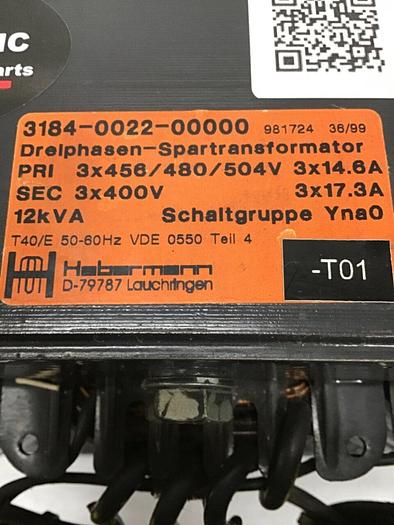 IC
arts
3184-0022-00000 981724 36/99
Dreiphasen-Spartransformator
PRI 3x456/480/504V 3x14.6A
SEC 3x400V 3x17.3A
12kVA Schaltgruppe Yna0
T40/E 50-60Hz VDE 0550 Teil 4
Habermann
D-79787 Lauchringen
-T01